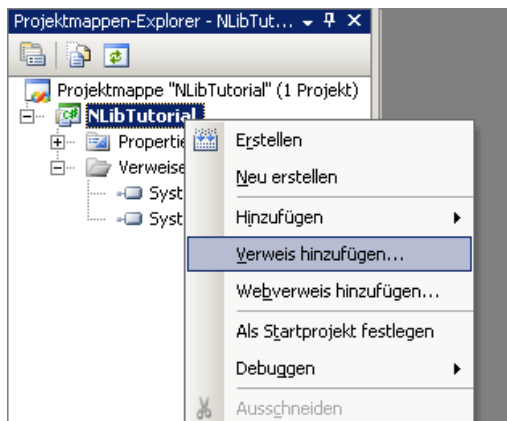 Projektmappen-Explorer - NLibTut...
Projektmappe "NLibTutorial" (1 Projekt)
NLibTutorial
Propertie
Verweise
Syst
Syst
Erstellen
Neu erstellen
Hinzufügen
Verweis hinzufügen...
Webverweis hinzufügen...
Als Startprojekt festlegen
Debuggen
Ausschneiden